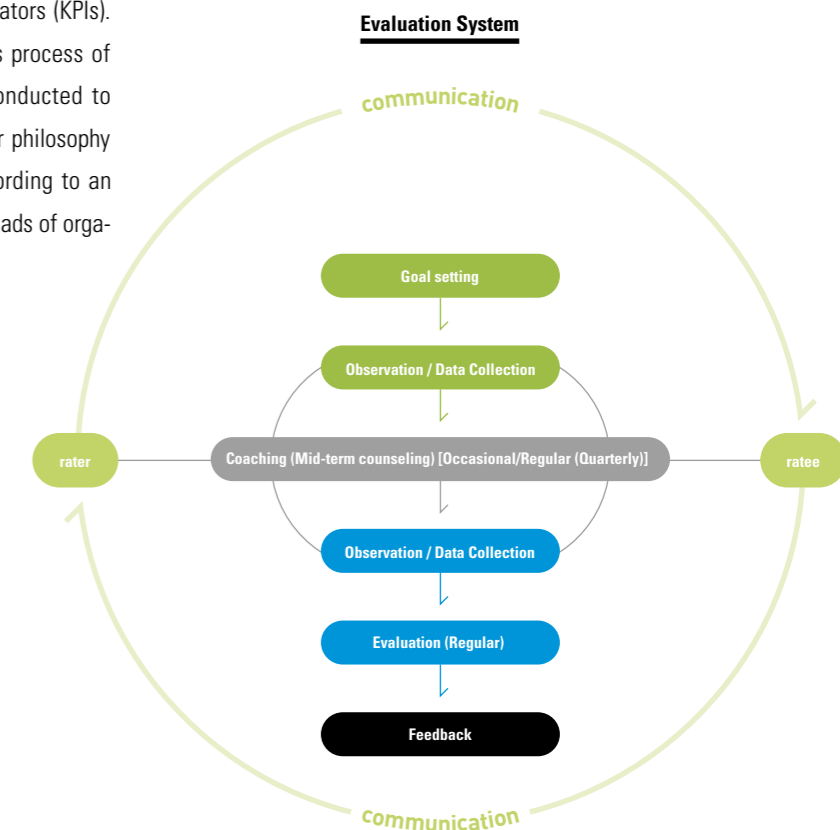 ators (KPIs).
s process of
onducted to
r philosophy
ording to an
ads of orga-
Evaluation System
communication
Goal setting
Observation / Data Collection
rater
Coaching (Mid-term counseling) [Occasional/Regular (Quarterly)]
ratee
Observation / Data Collection
Evaluation (Regular)
Feedback
communication